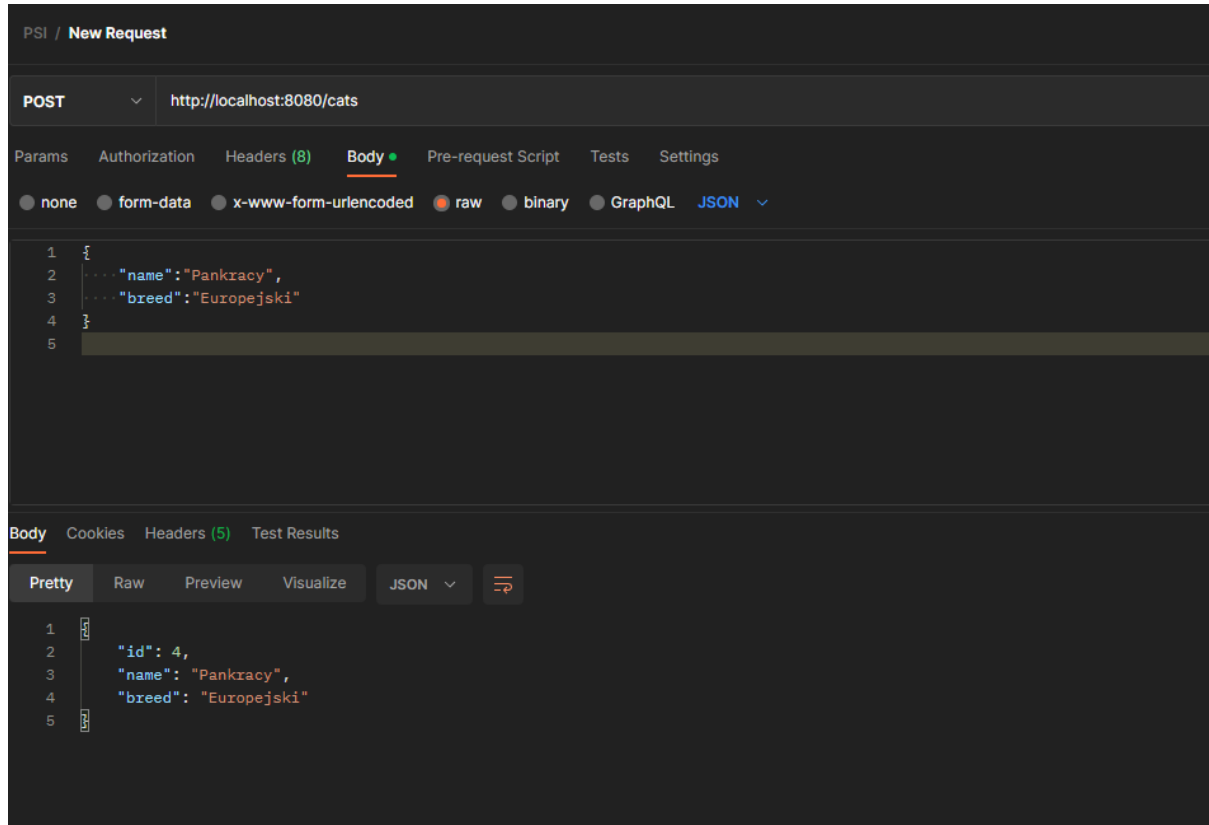 PSI / New Request
POST http://localhost:8080/cats
Params Authorization Headers (8) Body Pre-request Script Tests Settings
none form-data x-www-form-urlencoded raw binary GraphQL JSON
1 {
2 ····"name":"Pankracy",
3 ····"breed":"Europejski"
4 }
5
Body Cookies Headers (5) Test Results
Pretty Raw Preview Visualize JSON
1 {
2 "id": 4,
3 "name": "Pankracy",
4 "breed": "Europejski"
5 }